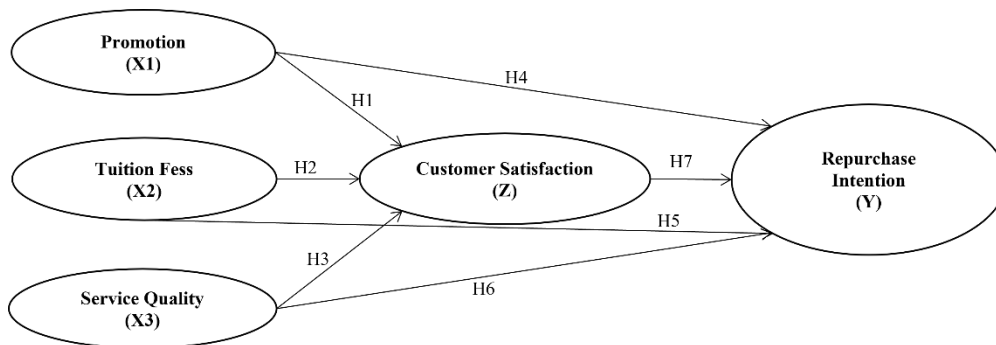 Promotion
(X1)
H4
H1
Tuition Fess
(X2)
H2
Customer Satisfaction
(Z)
H7
Repurchase
Intention
(Y)
H5
H3
Service Quality
(X3)
H6